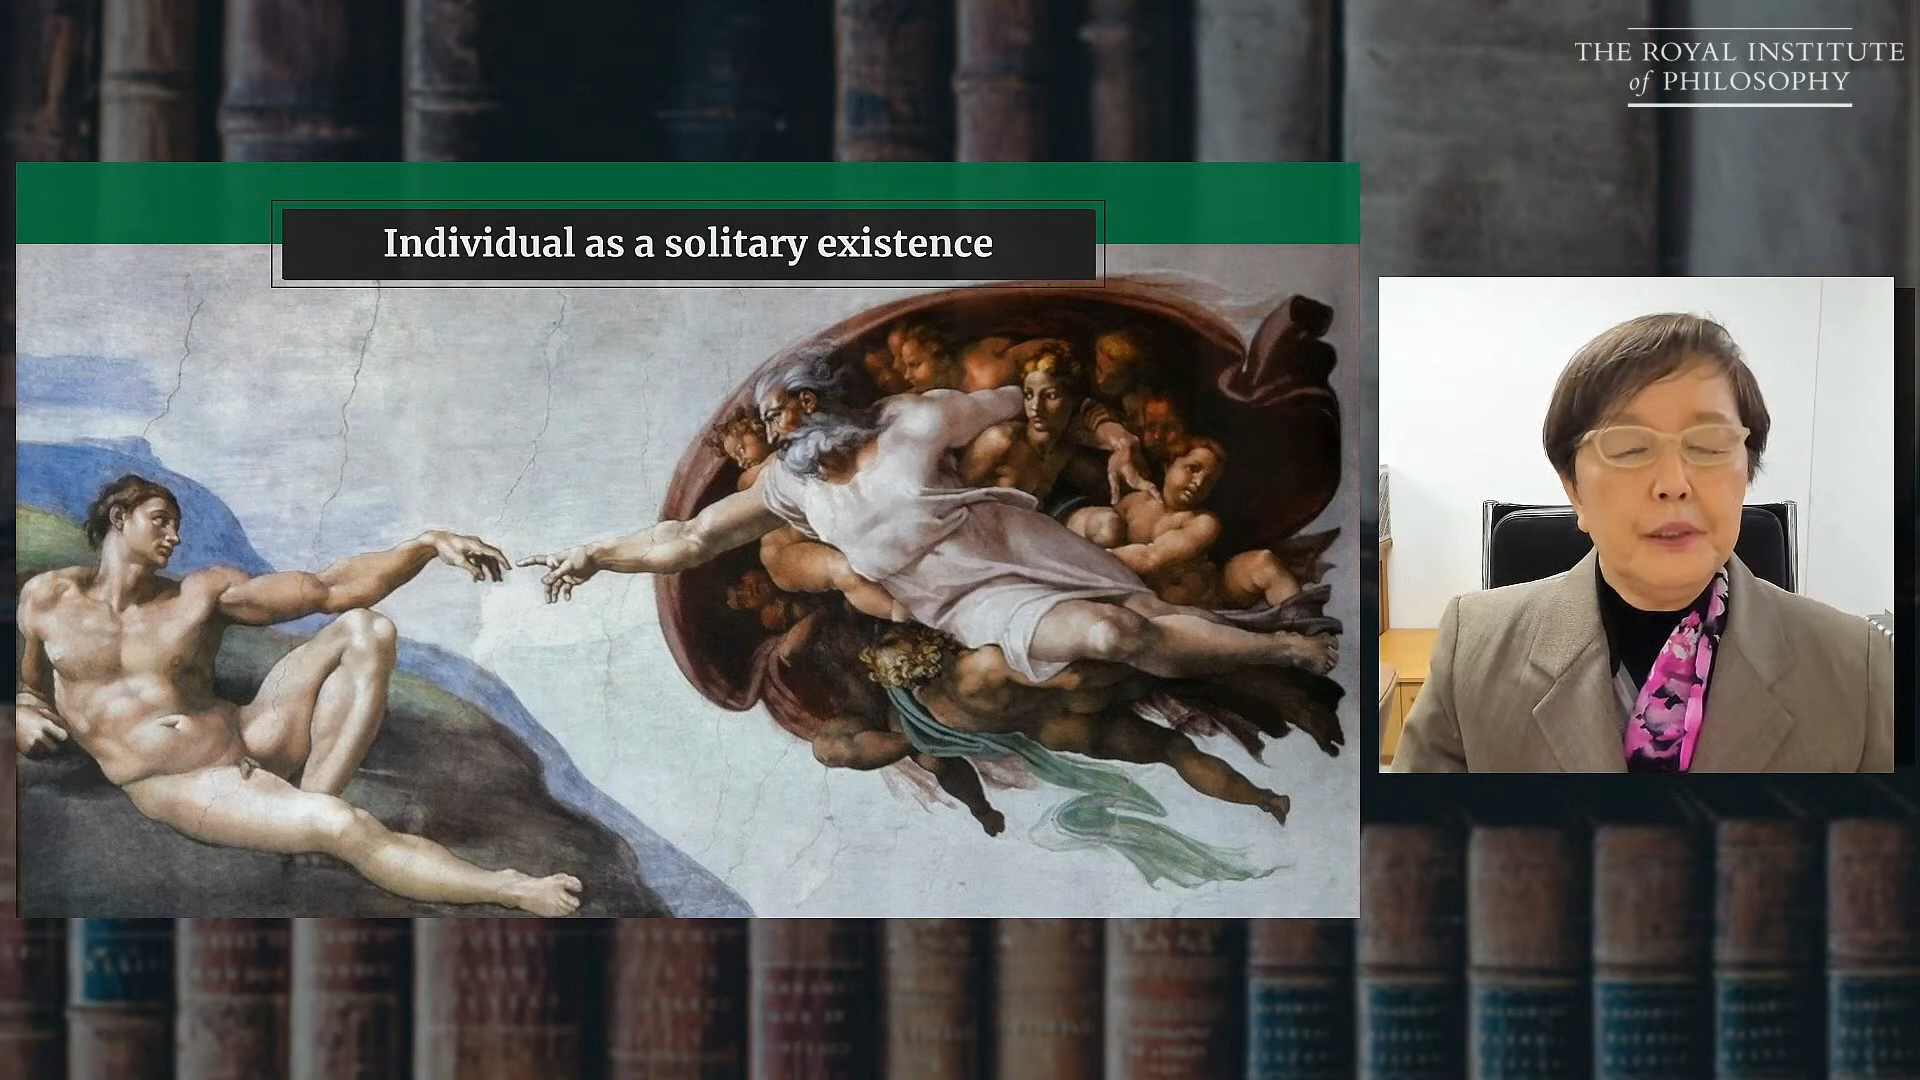 THE ROYAL INSTITUTE
of PHILOSOPHY
Individual as a solitary existence